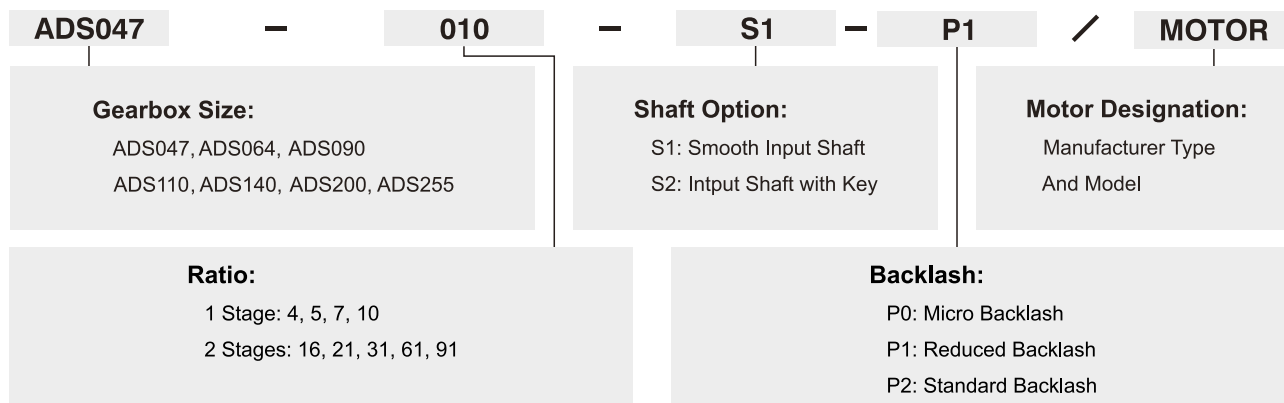 ADS047 - 010 - S1 - P1 / MOTOR
Gearbox Size:
ADS047, ADS064, ADS090
ADS110, ADS140, ADS200, ADS255
Shaft Option:
S1: Smooth Input Shaft
S2: Intput Shaft with Key
Motor Designation:
Manufacturer Type
And Model
Ratio:
1 Stage: 4, 5, 7, 10
2 Stages: 16, 21, 31, 61, 91
Backlash:
P0: Micro Backlash
P1: Reduced Backlash
P2: Standard Backlash